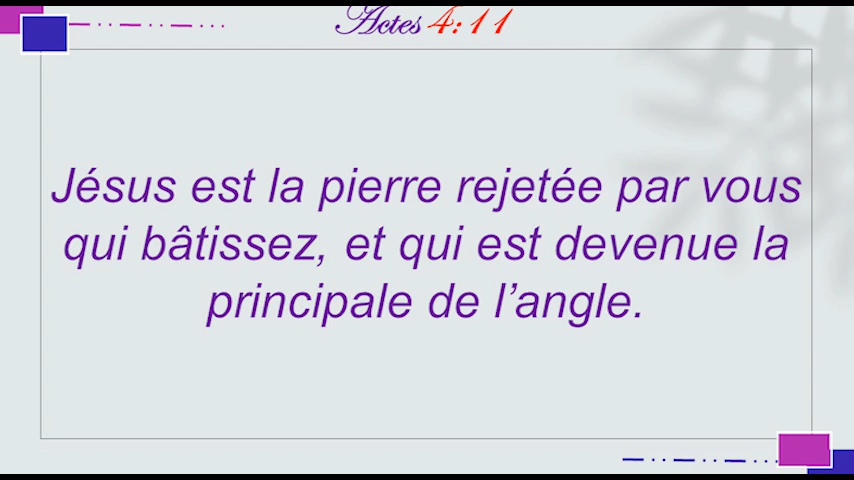 Actes 4:11
Jésus est la pierre rejetée par vous
qui bâtissez, et qui est devenue la
principale de l’angle.